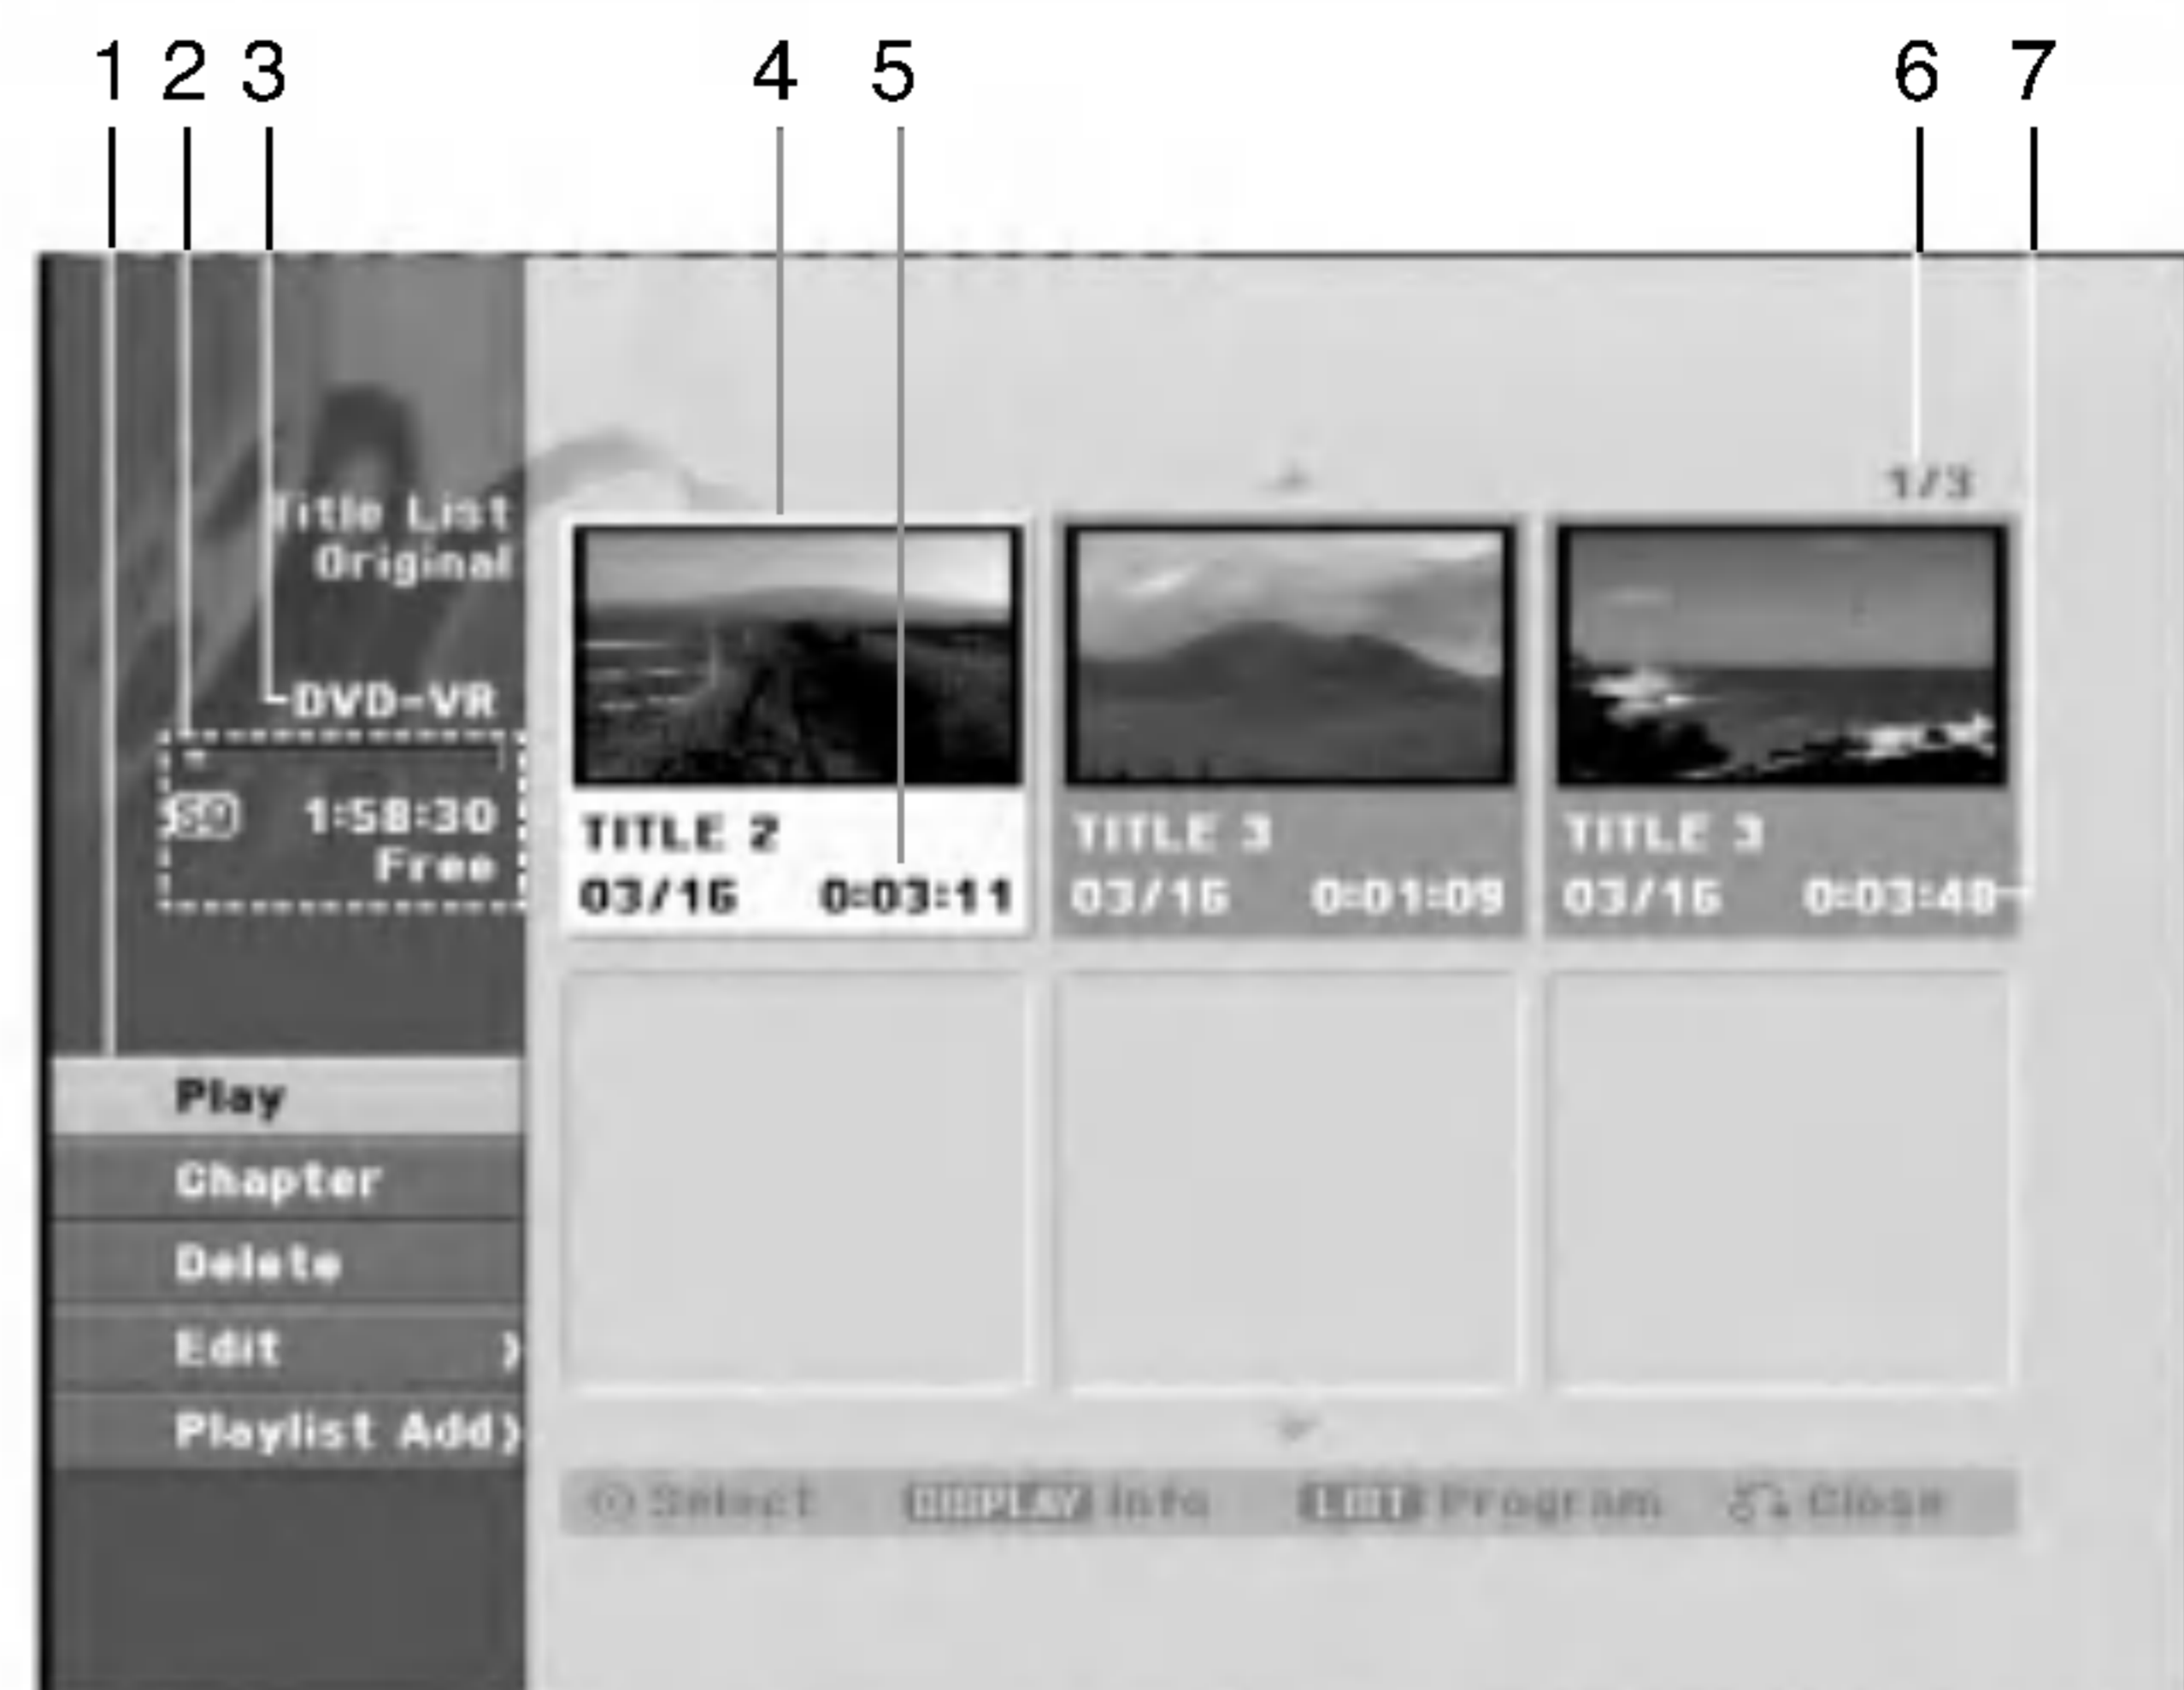 1 2 3 4 5 6 7
Title List
Original
DVD-VR
1:58:30
Free
Play
Chapter
Delete
Edit
Playlist Add
1/3
TITLE 2
03/16 0:03:11
TITLE 3
03/16 0:01:09
TITLE 3
03/16 0:03:48
Select DISPLAY Info LIST Program Close